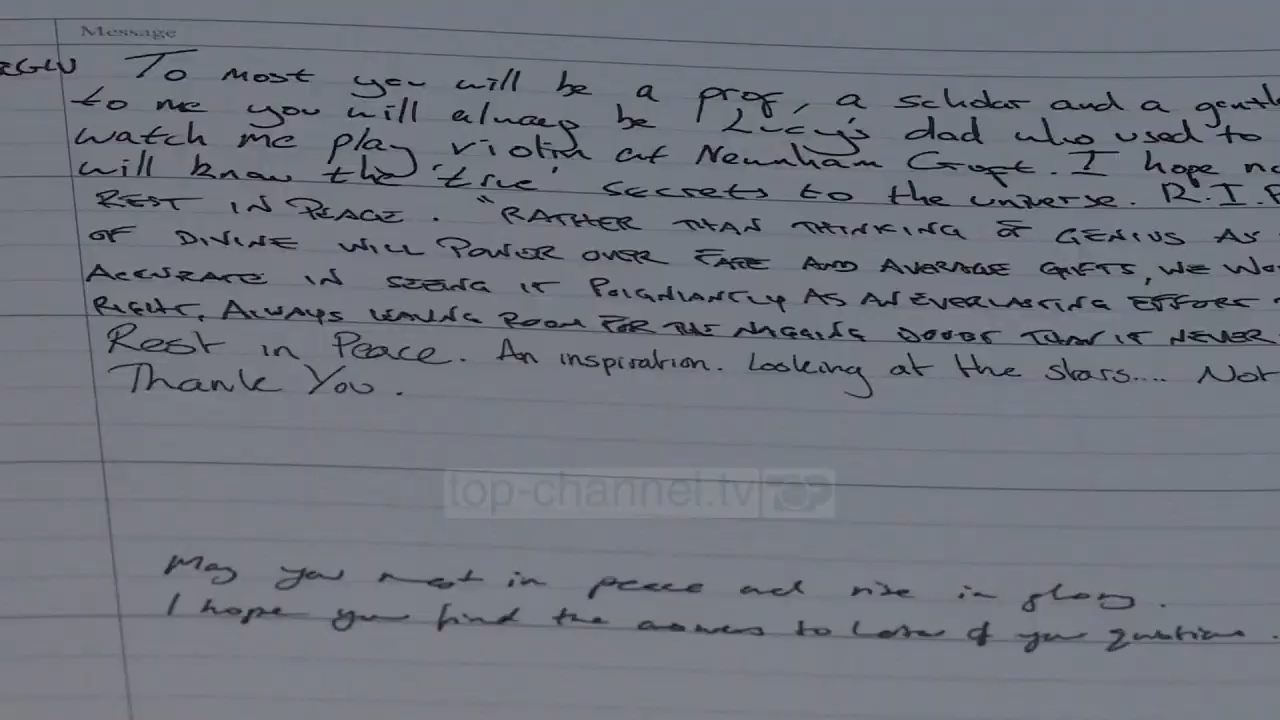 Message
To most you will be a prof, a scholar and a gentle
to me you will always be Lucy's dad who used to
watch me play violin at Newnham Croft. I hope no
will know the 'true' secrets to the universe. R.I.P
REST IN PEACE. "RATHER THAN THINKING OF GENIUS AS
OF DIVINE WILL POWER OVER FATE AND AVERAGE GIFTS, WE WO
ACCURATE IN SEEING IT POIGNIANTLY AS AN EVERLASTING EFFORT
RIGHT, ALWAYS LEAVING ROOM FOR THE NAGGING DOUBT THAT IT NEVER
Rest in Peace. An inspiration. Looking at the stars.... Not
Thank You.
top-channel.tv
May you rest in peace and rise in glory.
I hope you find the answers to lots of your questions.